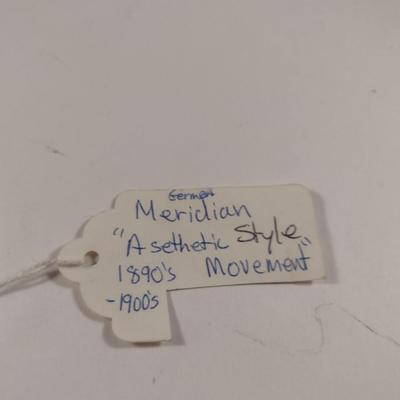 German
Meridian
"Asethetic Style
1890's Movement"
-1900's